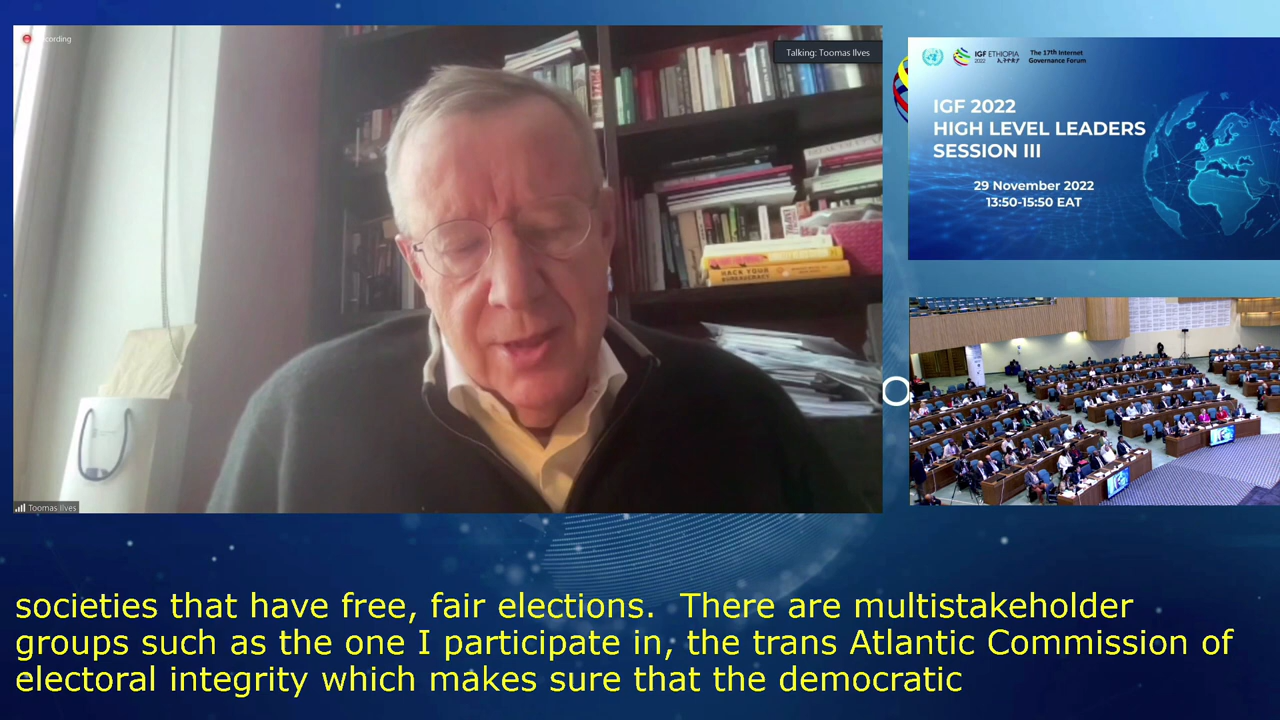 Talking: Toomas Ilves
HACK YOUR
BUREAUCRACY
Toomas Ilves
IGF ETHIOPIA
2022 ኢትዮጵያ
The 17th Internet
Governance Forum
IGF 2022
HIGH LEVEL LEADERS
SESSION III
29 November 2022
13:50-15:50 EAT
societies that have free, fair elections. There are multistakeholder
groups such as the one I participate in, the trans Atlantic Commission of
electoral integrity which makes sure that the democratic